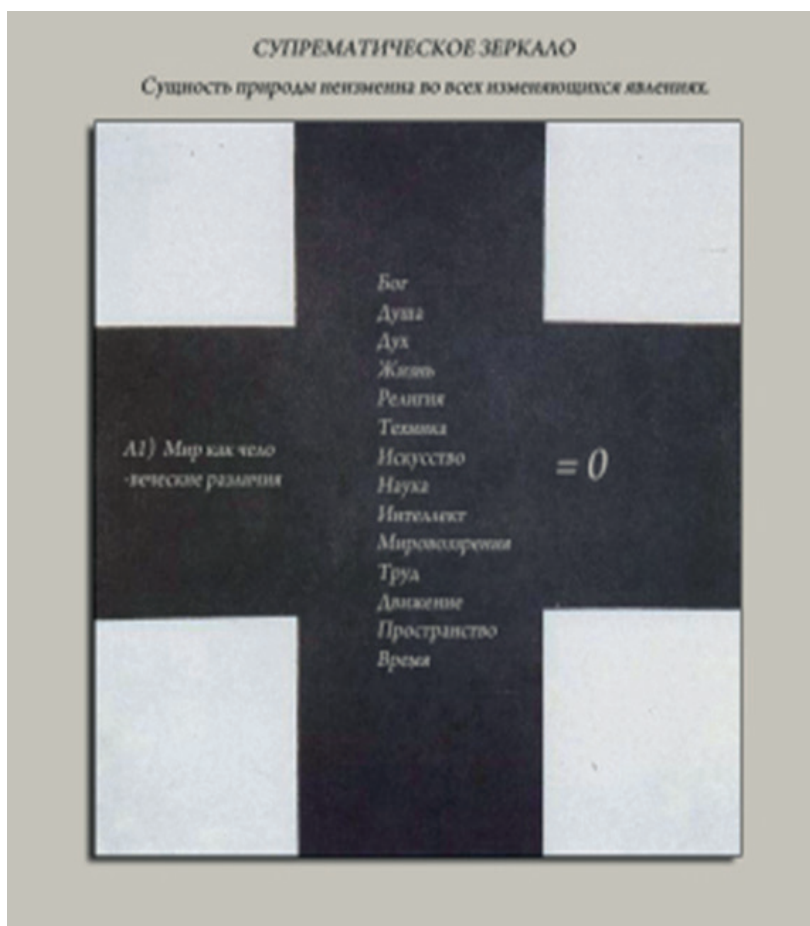 СУПРЕМАТИЧЕСКОЕ ЗЕРКАЛО
Сущность природы неизменна во всех изменяющихся явлениях.
Бог
Душа
Дух
Жизнь
Религия
Техника
А1) Мир как чело
Искусство
= 0
-веческие различия
Наука
Интеллект
Мировоззрения
Труд
Движение
Пространство
Время